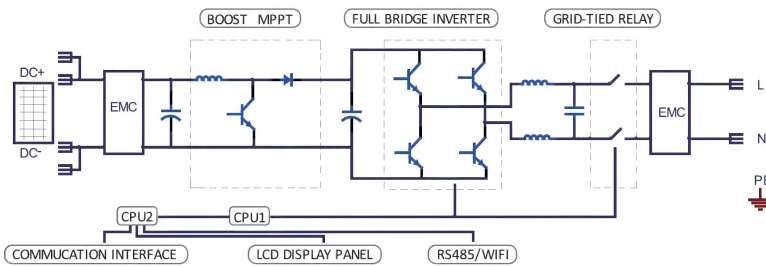 BOOST MPPT
FULL BRIDGE INVERTER
GRID-TIED RELAY
DC+
EMC
DC-
EMC
L
N
PE
CPU2
CPU1
COMMUCATION INTERFACE
LCD DISPLAY PANEL
RS485/WIFI